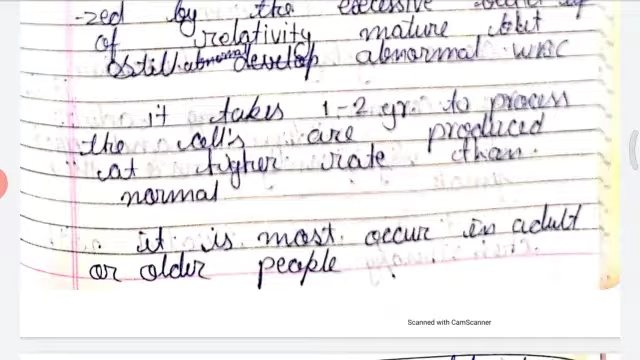 -zed by the excessive
of relativity mature but
still abnormal develop abnormal WBC
it takes 1-2 yr. to process
the cell's are produced
at higher rate than
normal
it is most occur in adult
or older people
Scanned with CamScanner